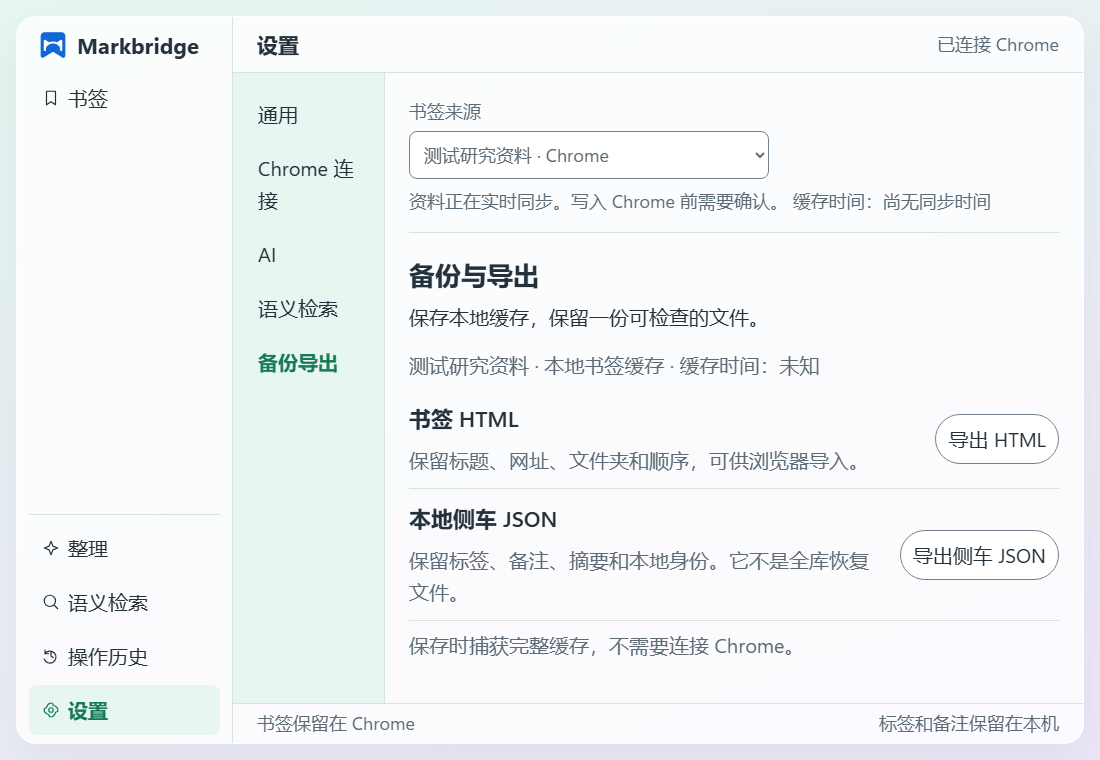 Markbridge
书签
整理
语义检索
操作历史
设置
设置
已连接 Chrome
通用
Chrome 连
接
AI
语义检索
备份导出
书签来源
测试研究资料 · Chrome
资料正在实时同步。写入 Chrome 前需要确认。 缓存时间：尚无同步时间
备份与导出
保存本地缓存，保留一份可检查的文件。
测试研究资料 · 本地书签缓存 · 缓存时间：未知
书签 HTML
保留标题、网址、文件夹和顺序，可供浏览器导入。
导出 HTML
本地侧车 JSON
保留标签、备注、摘要和本地身份。它不是全库恢复
文件。
导出侧车 JSON
保存时捕获完整缓存，不需要连接 Chrome。
书签保留在 Chrome
标签和备注保留在本机